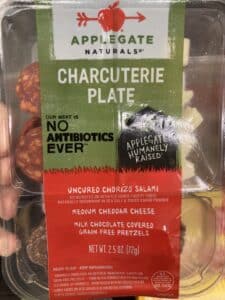 APPLEGATE
NATURALS
CHARCUTERIE
PLATE
OUR MEAT IS
NO
ANTIBIOTICS
EVER
APPLEGATE
HUMANELY
RAISED
UNCURED CHORIZO SALAMI
MEDIUM CHEDDAR CHEESE
MILK CHOCOLATE COVERED
GRAIN FREE PRETZELS
NET WT. 2.5 OZ. (72g)